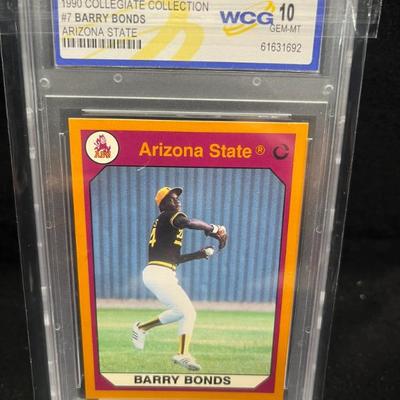 1990 COLLEGIATE COLLECTION
#7 BARRY BONDS
ARIZONA STATE
WCG 10
GEM-MT
61631692
Arizona State ®
BARRY BONDS